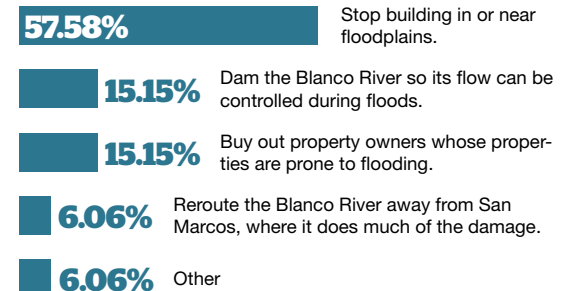 57.58%
Stop building in or near
floodplains.
15.15%
Dam the Blanco River so its flow can be
controlled during floods.
15.15%
Buy out property owners whose proper-
ties are prone to flooding.
6.06%
Reroute the Blanco River away from San
Marcos, where it does much of the damage.
6.06%
Other